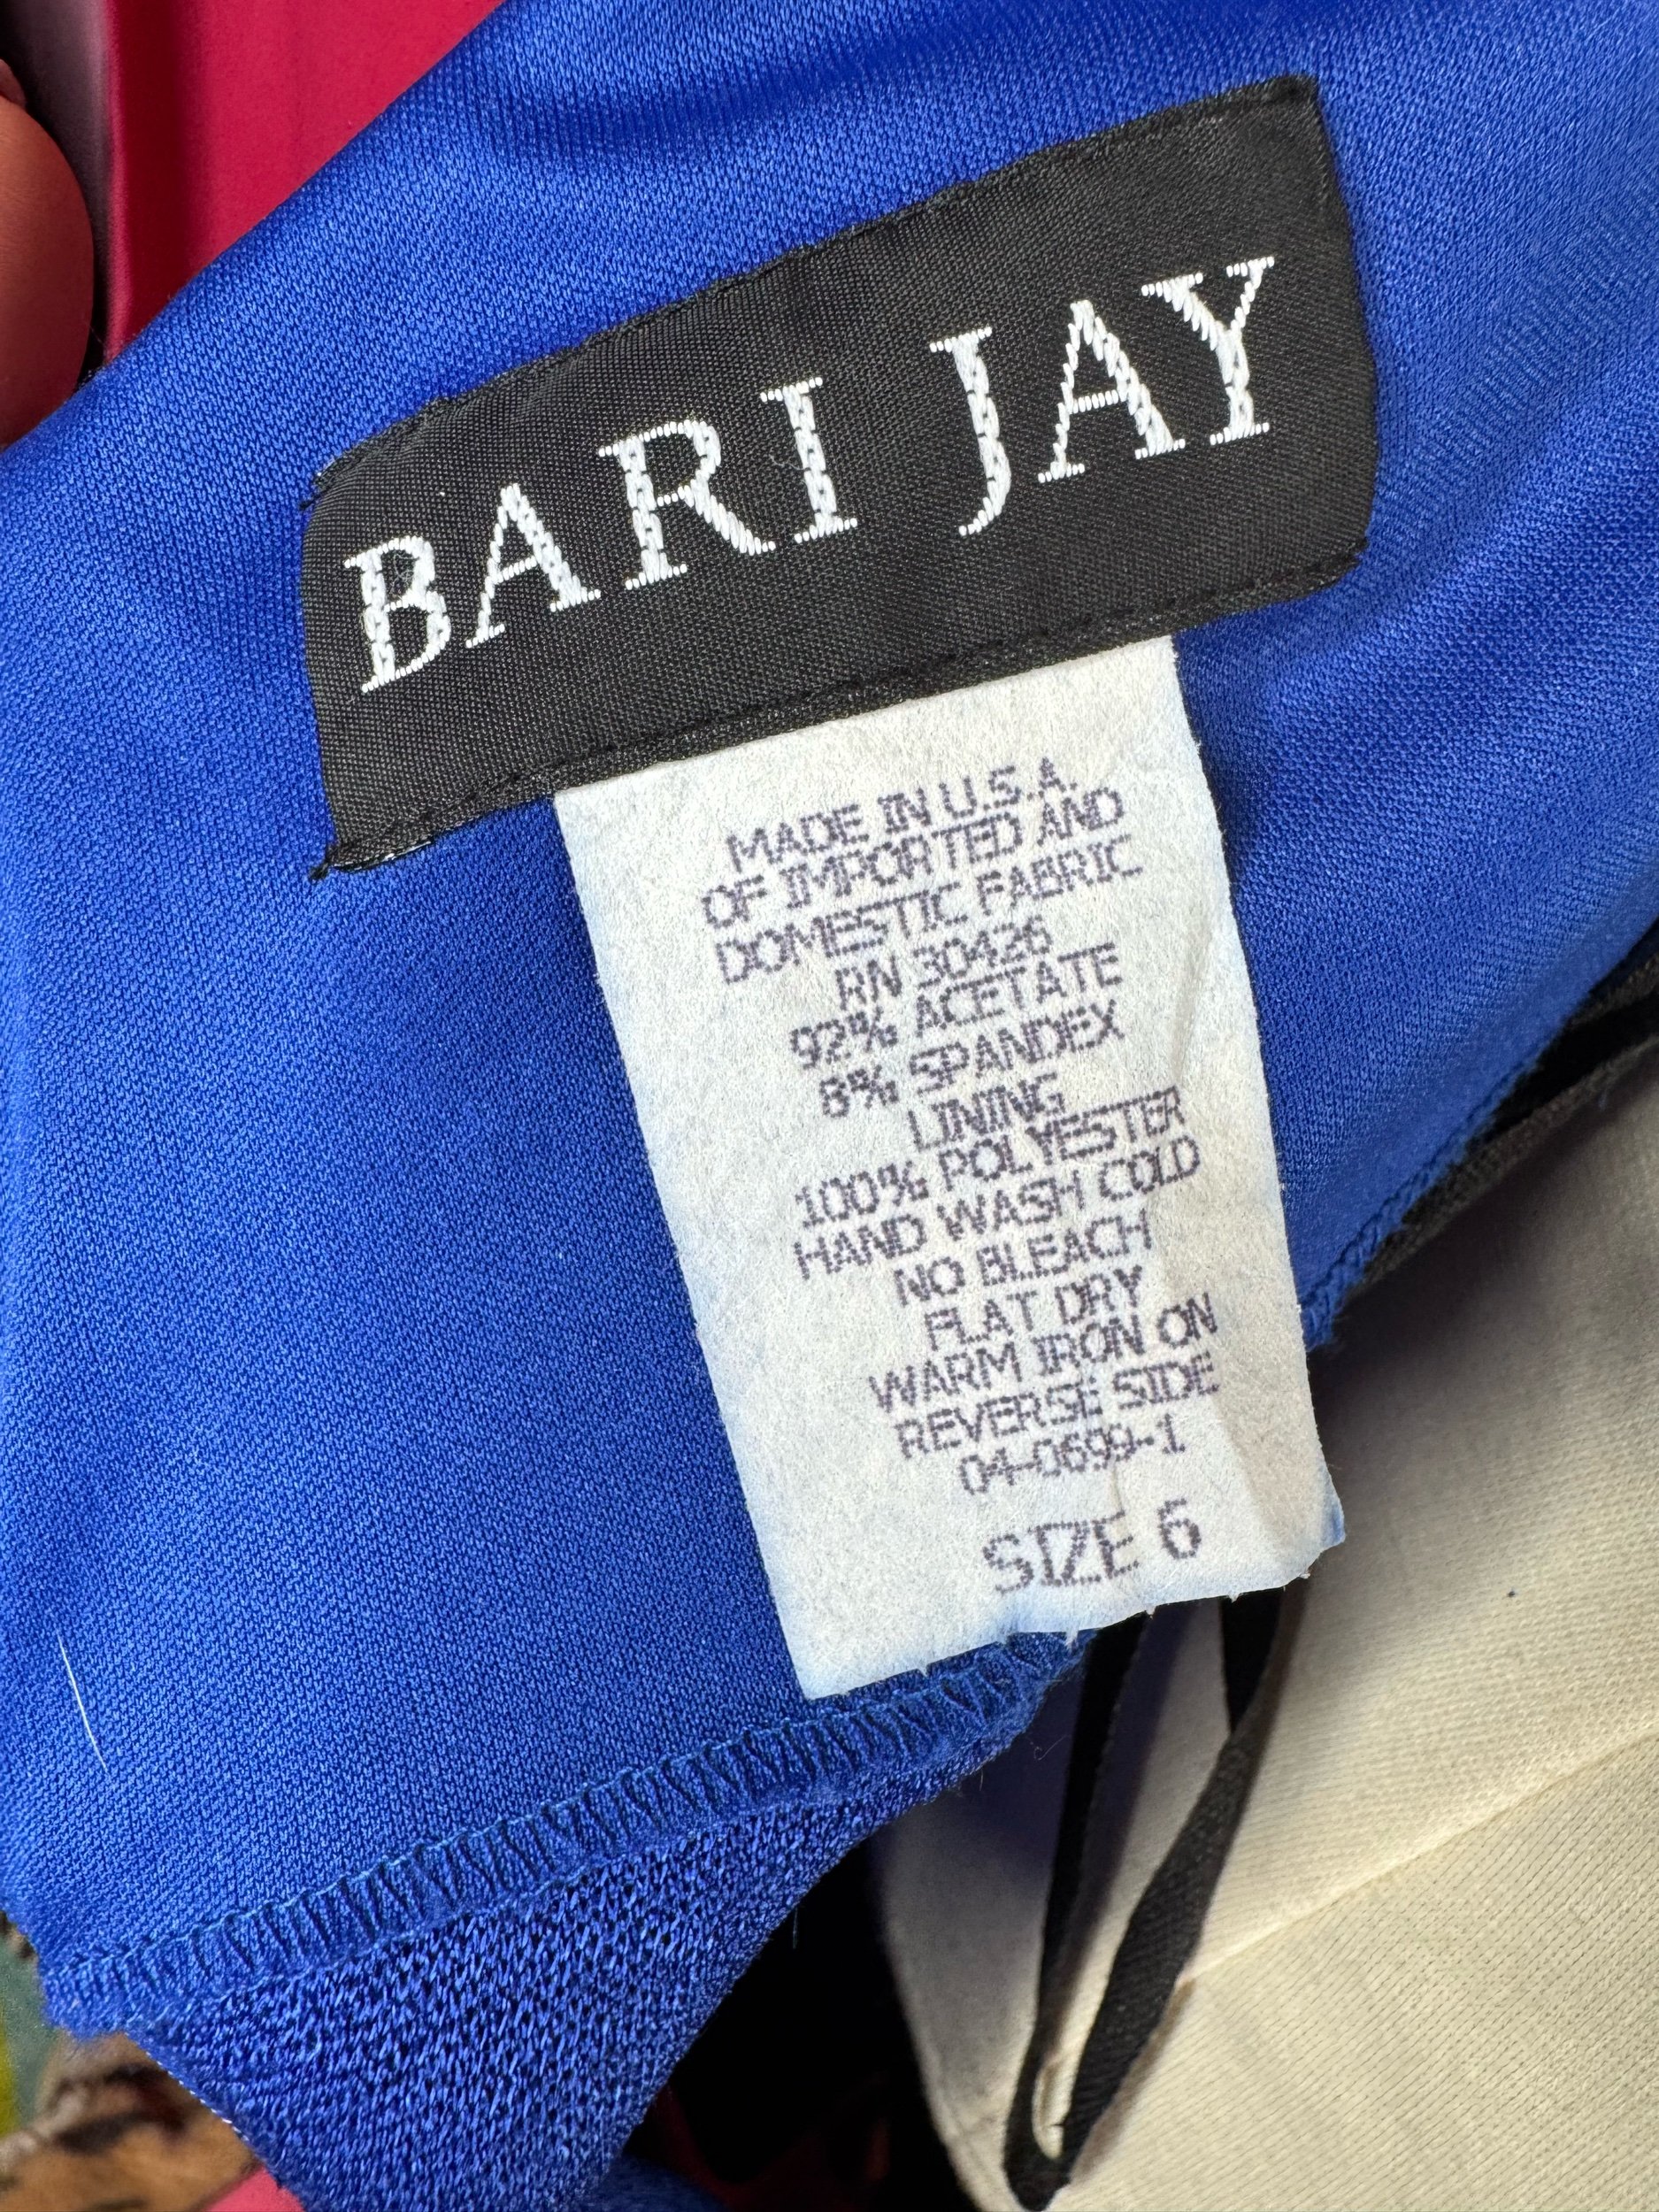 BARI JAY
MADE IN U.S.A.
OF IMPORTED AND
DOMESTIC FABRIC
RN 30426
92% ACETATE
8% SPANDEX
LINING
100% POLYESTER
HAND WASH COLD
NO BLEACH
FLAT DRY
WARM IRON ON
REVERSE SIDE
04-0699-1
SIZE 6